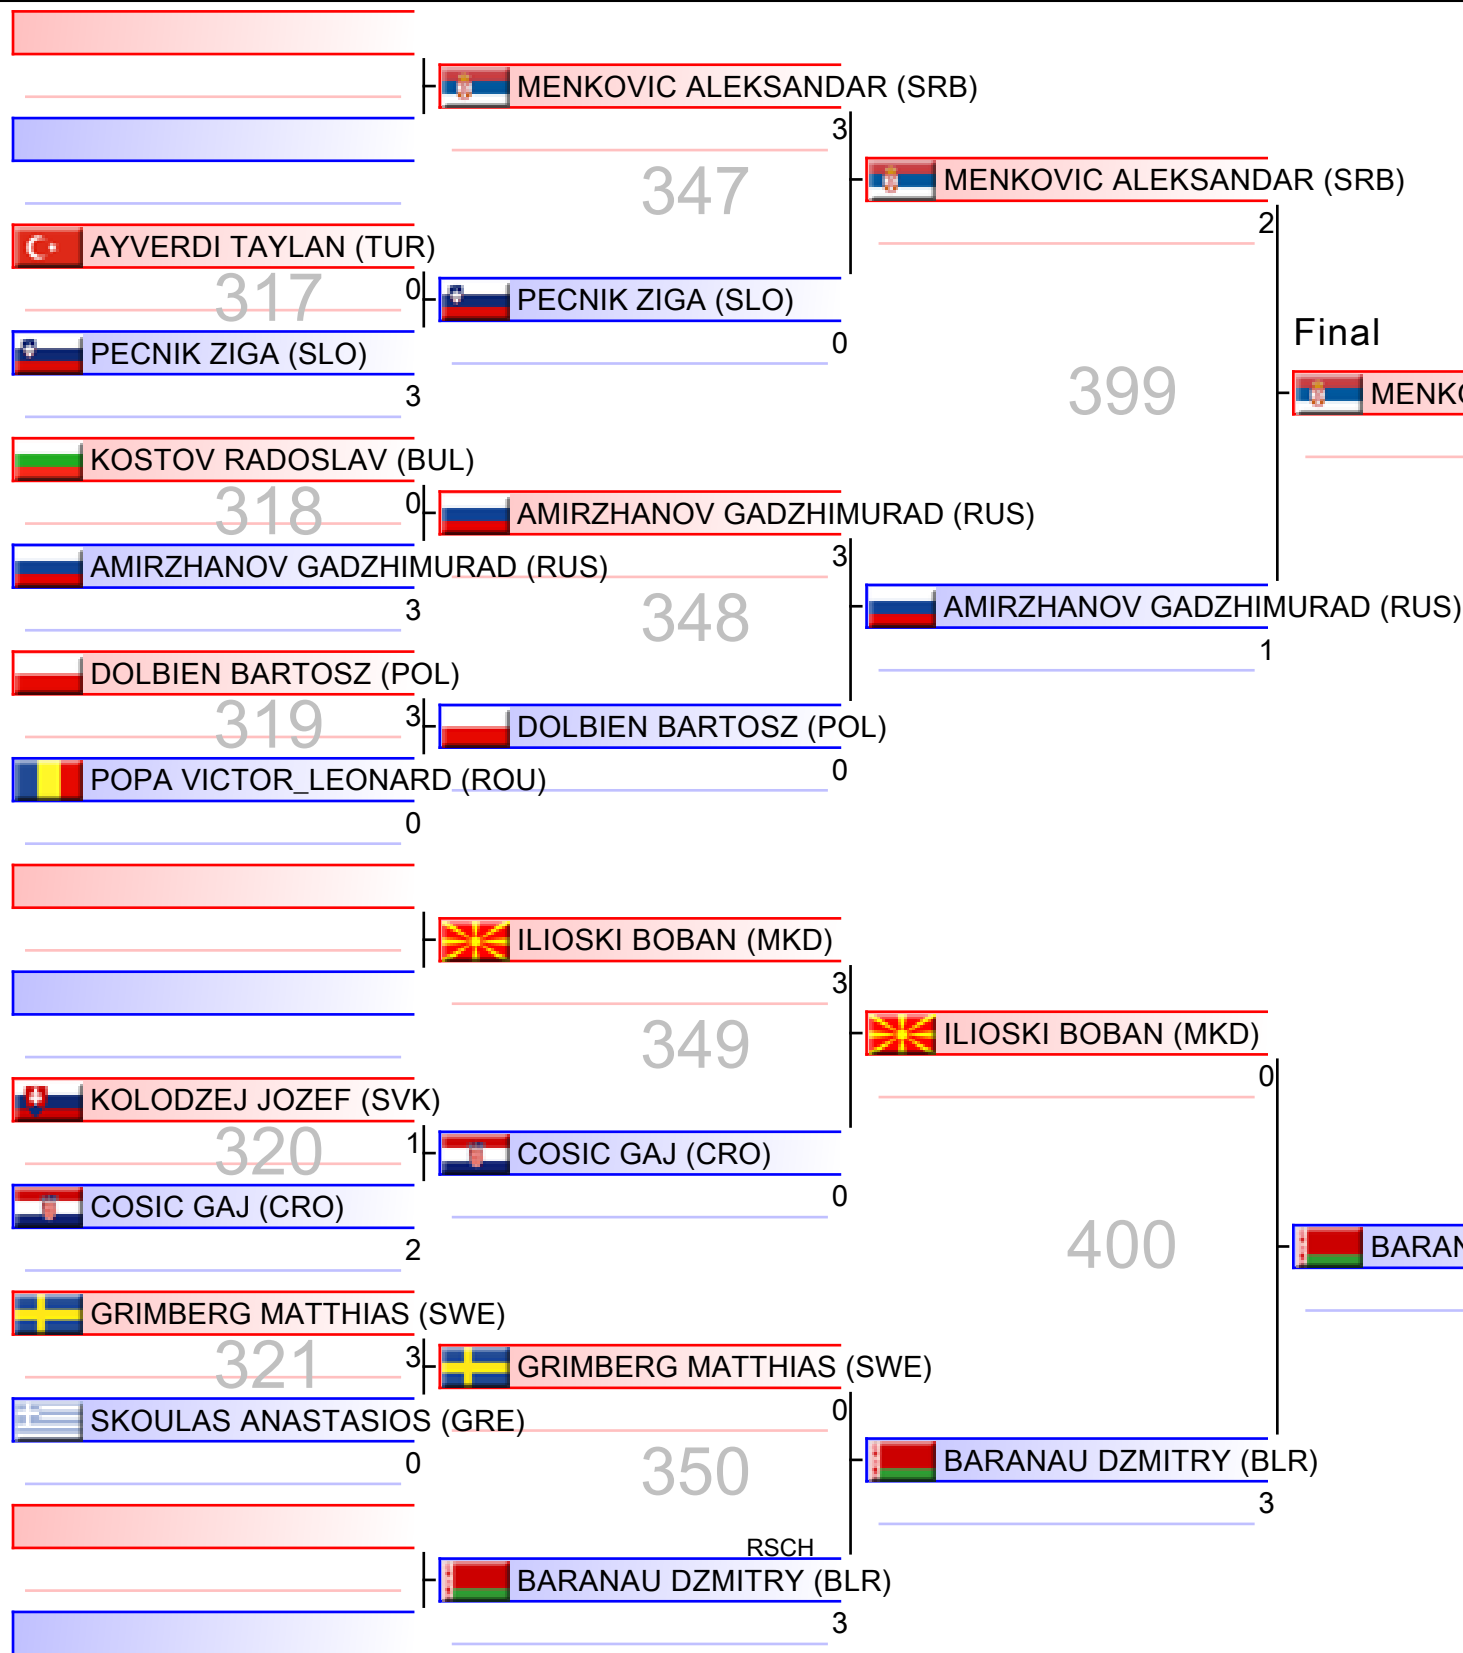 MENKOVIC ALEKSANDAR (SRB)
3
347
MENKOVIC ALEKSANDAR (SRB)
2
AYVERDI TAYLAN (TUR)
0
317
PECNIK ZIGA (SLO)
0
PECNIK ZIGA (SLO)
3
Final
399
MENKO
KOSTOV RADOSLAV (BUL)
0
318
AMIRZHANOV GADZHIMURAD (RUS)
3
AMIRZHANOV GADZHIMURAD (RUS)
3
348
AMIRZHANOV GADZHIMURAD (RUS)
1
DOLBIEN BARTOSZ (POL)
3
319
DOLBIEN BARTOSZ (POL)
0
POPA VICTOR_LEONARD (ROU)
0
ILIOSKI BOBAN (MKD)
3
349
ILIOSKI BOBAN (MKD)
0
KOLODZEJ JOZEF (SVK)
1
320
COSIC GAJ (CRO)
0
COSIC GAJ (CRO)
2
400
BARAN
GRIMBERG MATTHIAS (SWE)
3
321
GRIMBERG MATTHIAS (SWE)
0
SKOULAS ANASTASIOS (GRE)
0
350
BARANAU DZMITRY (BLR)
3
RSCH
BARANAU DZMITRY (BLR)
3